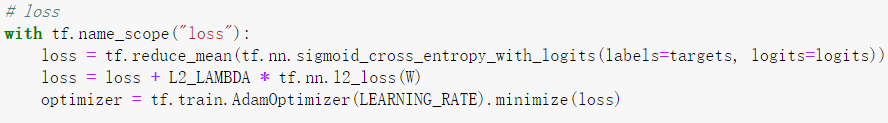 # loss
with tf.name_scope("loss"):
    loss = tf.reduce_mean(tf.nn.sigmoid_cross_entropy_with_logits(labels=targets, logits=logits))
    loss = loss + L2_LAMBDA * tf.nn.l2_loss(W)
    optimizer = tf.train.AdamOptimizer(LEARNING_RATE).minimize(loss)